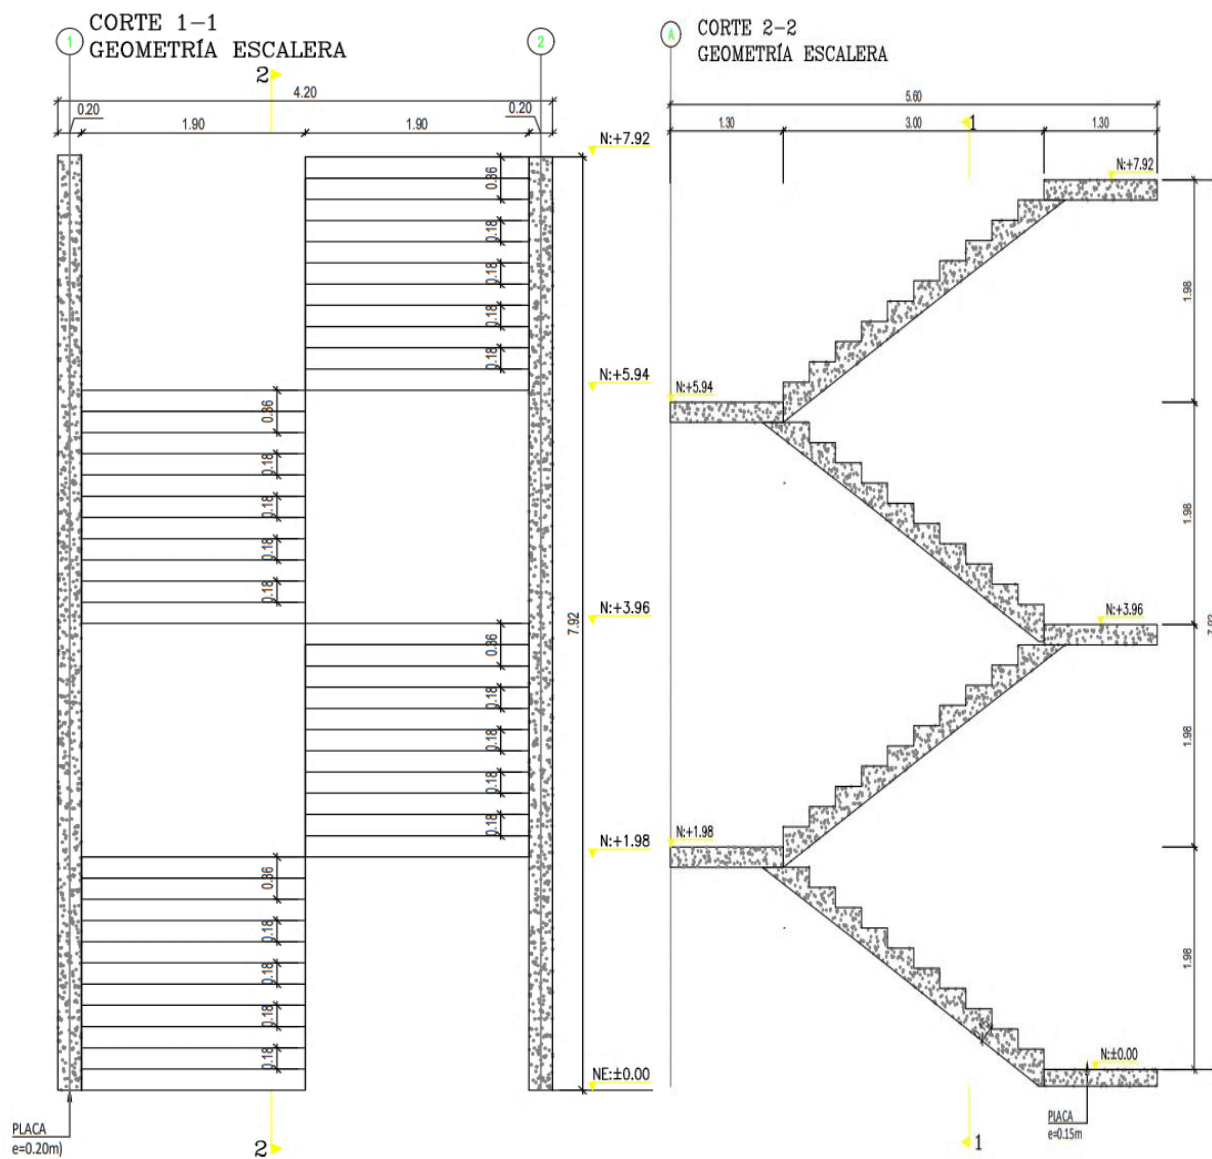 CORTE 1-1
1
GEOMETRÍA ESCALERA
2
2
4.20
0.20
0.20
1.90
1.90
N:+7.92
0.36
0.18
0.18
0.18
0.18
N:+5.94
0.36
0.18
0.18
0.18
0.18
N:+3.96
7.92
0.36
0.18
0.18
0.18
0.18
N:+1.98
0.36
0.18
0.18
0.18
0.18
NE:±0.00
PLACA
e=0.20m)
2
CORTE 2-2
A
GEOMETRÍA ESCALERA
5.60
1
1.30
3.00
1.30
N:+7.92
1.98
N:+5.94
1.98
N:+3.96
7.92
1.98
N:+1.98
1.98
N:±0.00
PLACA
e=0.15m
1